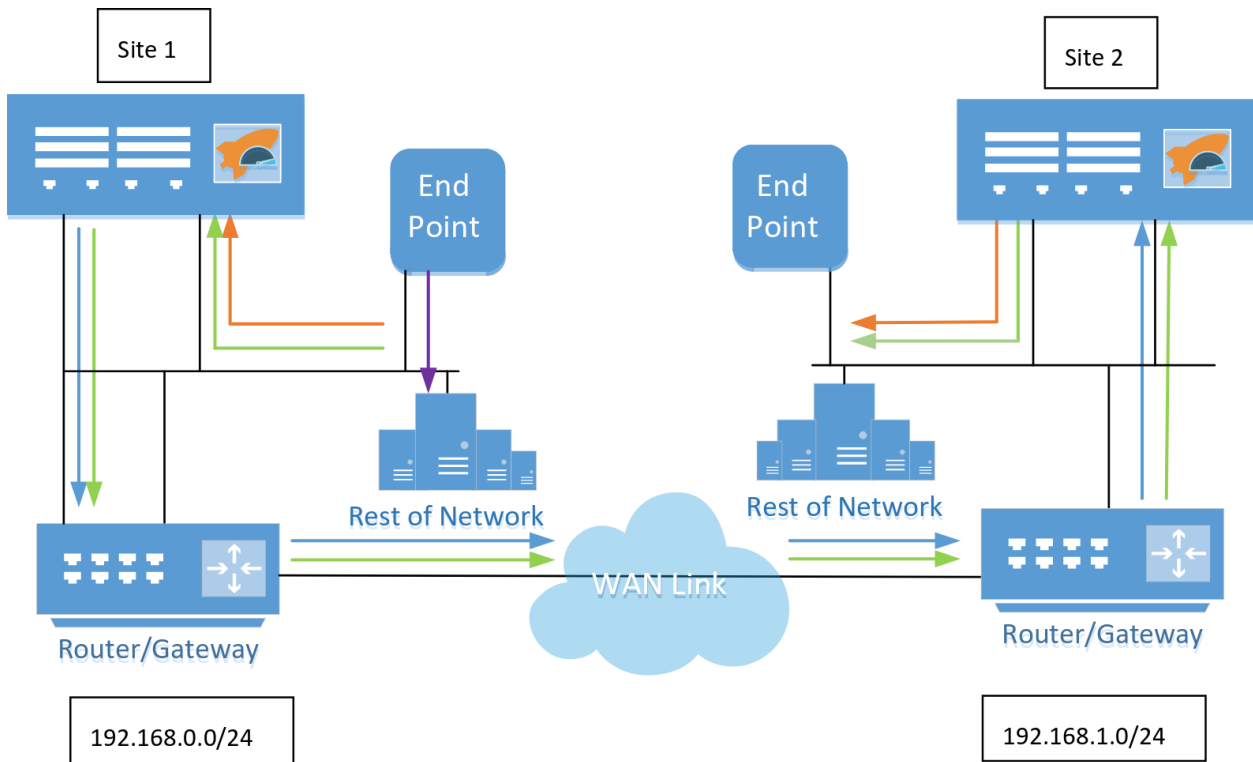 Site 1
Site 2
End
Point
End
Point
Rest of Network
Rest of Network
WAN Link
Router/Gateway
Router/Gateway
192.168.0.0/24
192.168.1.0/24